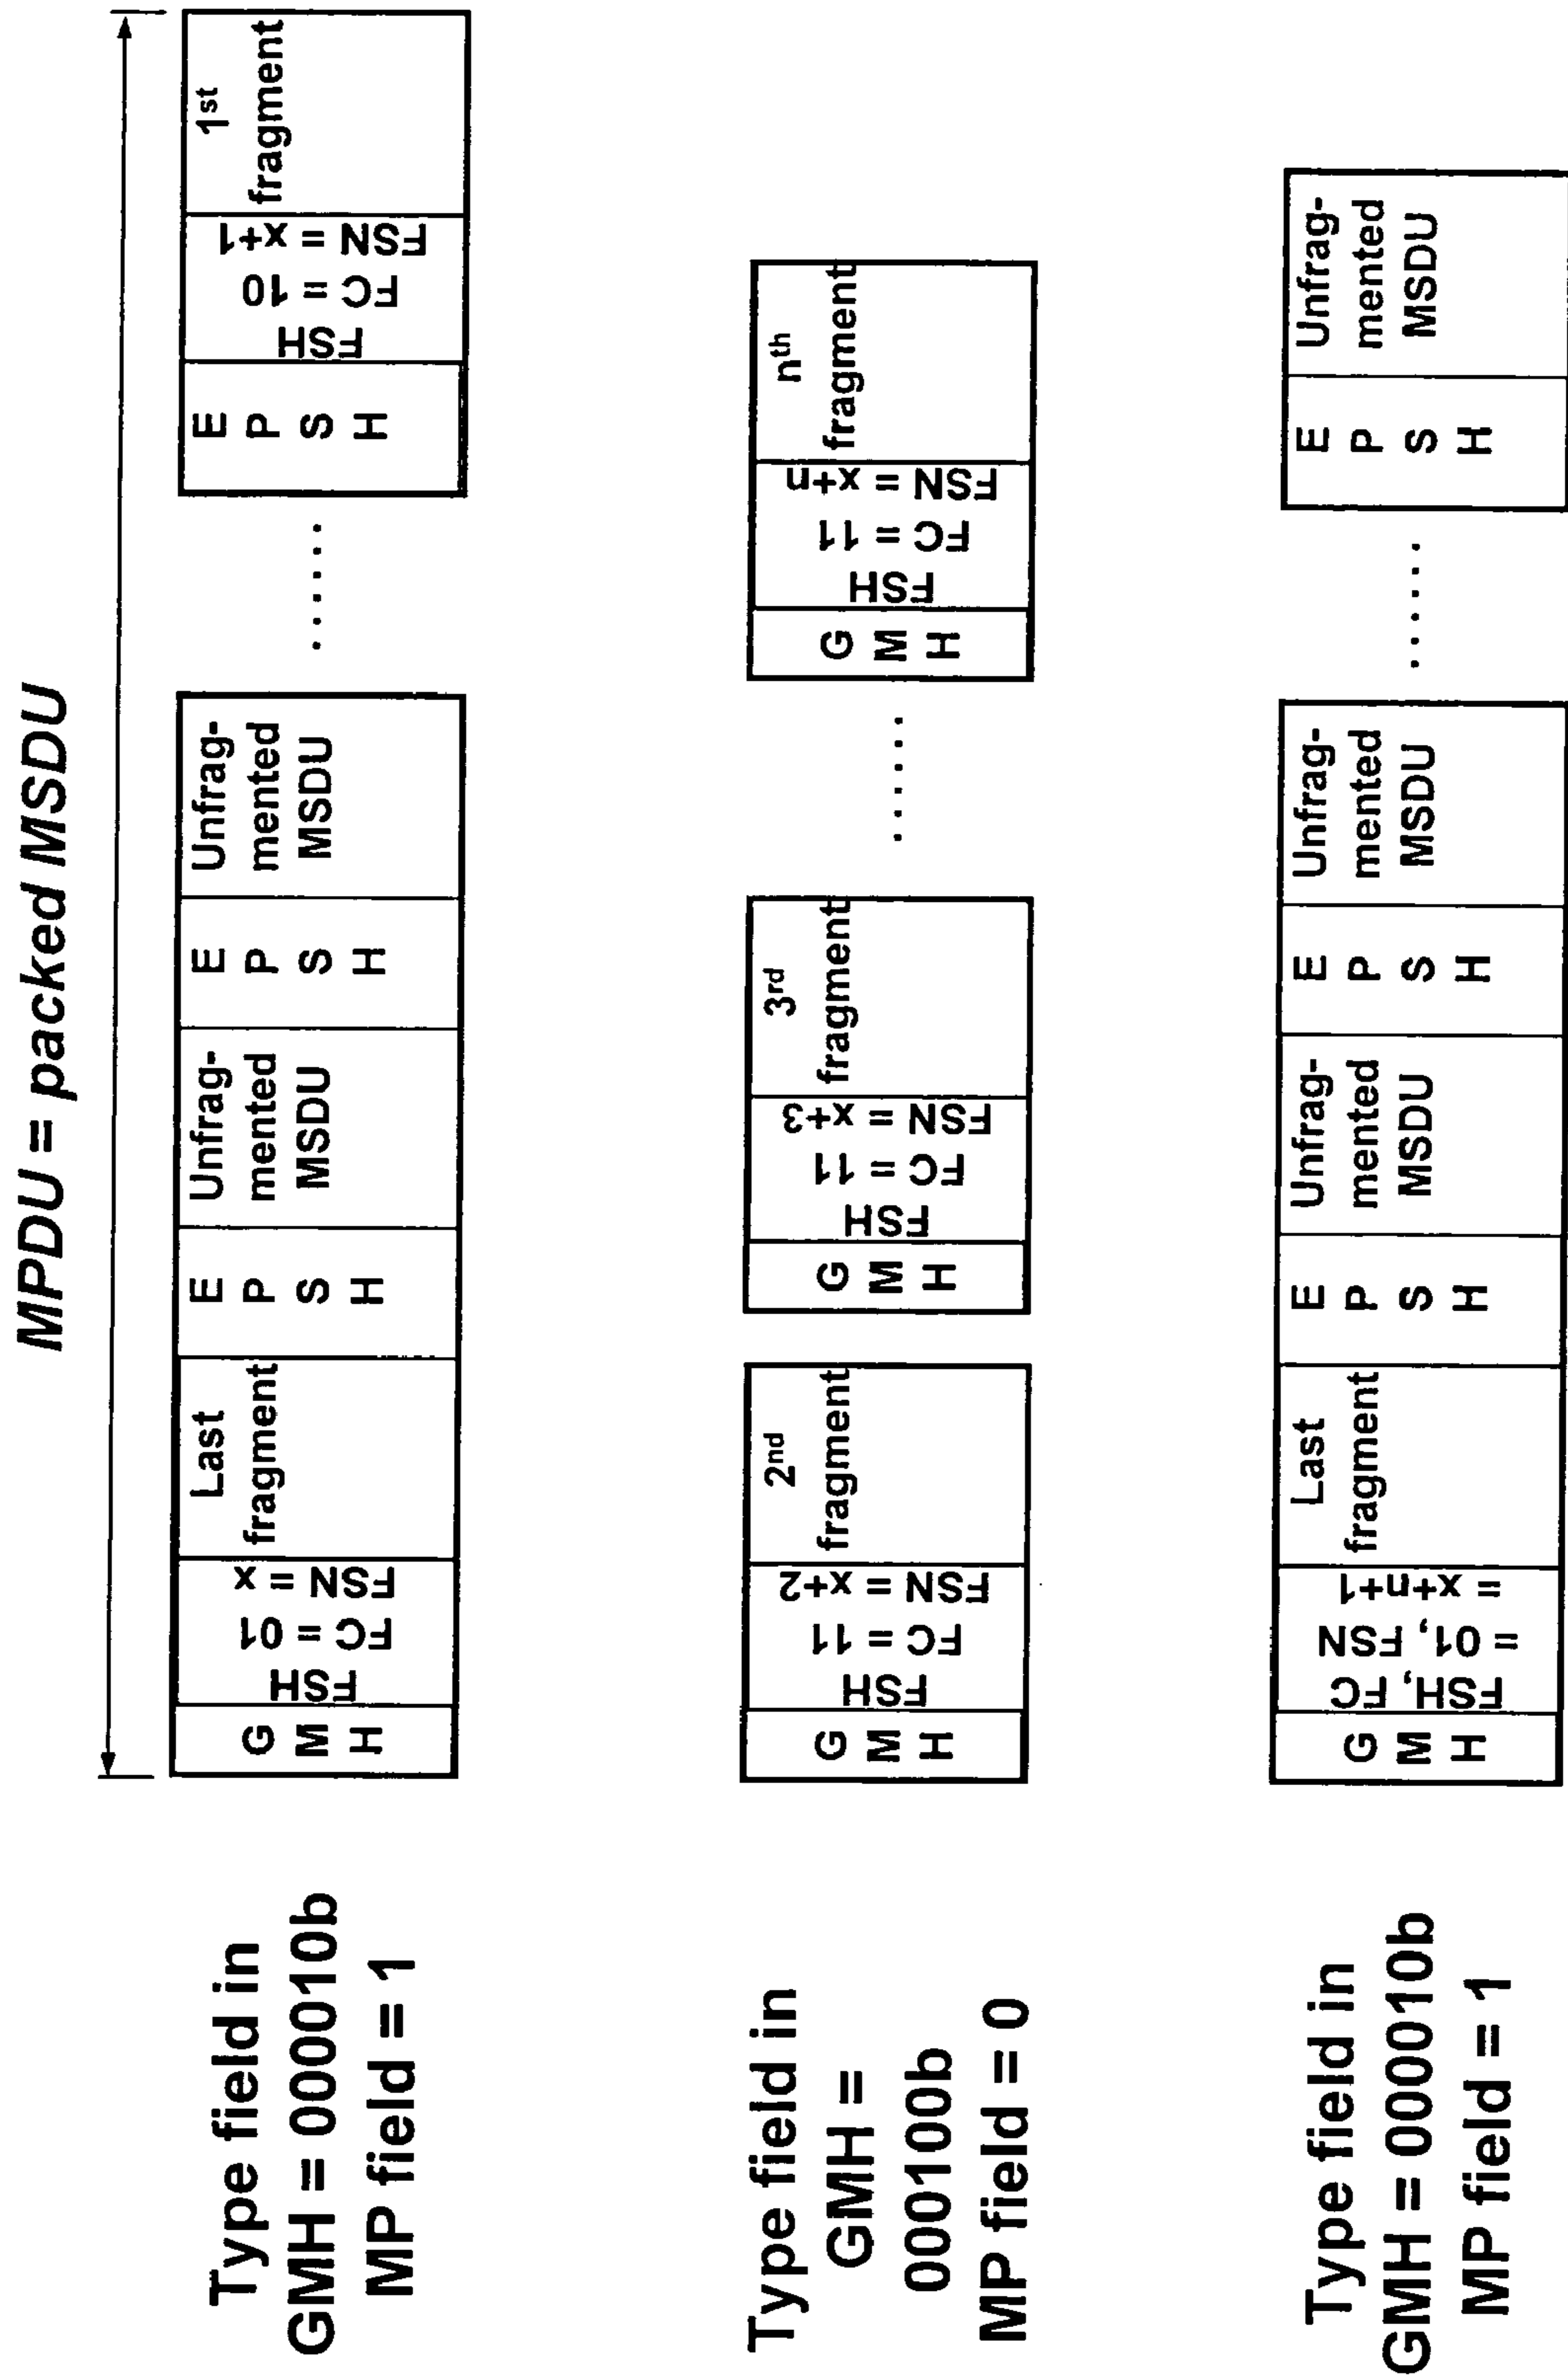 MPDU = packed MSDU
Type field in
GMH = 000010b
MP field = 1
G
M
H
FSH
FC = 01
FSN = x
Last
fragment
E
P
S
H
Unfrag-
mented
MSDU
E
P
S
H
Unfrag-
mented
MSDU
......
E
P
S
H
FSH
FC = 10
FSN = x+1
1st
fragment
Type field in
GMH =
000100b
MP field = 0
G
M
H
FSH
FC = 11
FSN = x+2
2nd
fragment
G
M
H
FSH
FC = 11
FSN = x+3
3rd
fragment
......
G
M
H
FSH
FC = 11
FSN = x+n
nth
fragment
Type field in
GMH = 000010b
MP field = 1
G
M
H
FSH, FC
= 01, FSN
= x+n+1
Last
fragment
E
P
S
H
Unfrag-
mented
MSDU
E
P
S
H
Unfrag-
mented
MSDU
......
E
P
S
H
Unfrag-
mented
MSDU